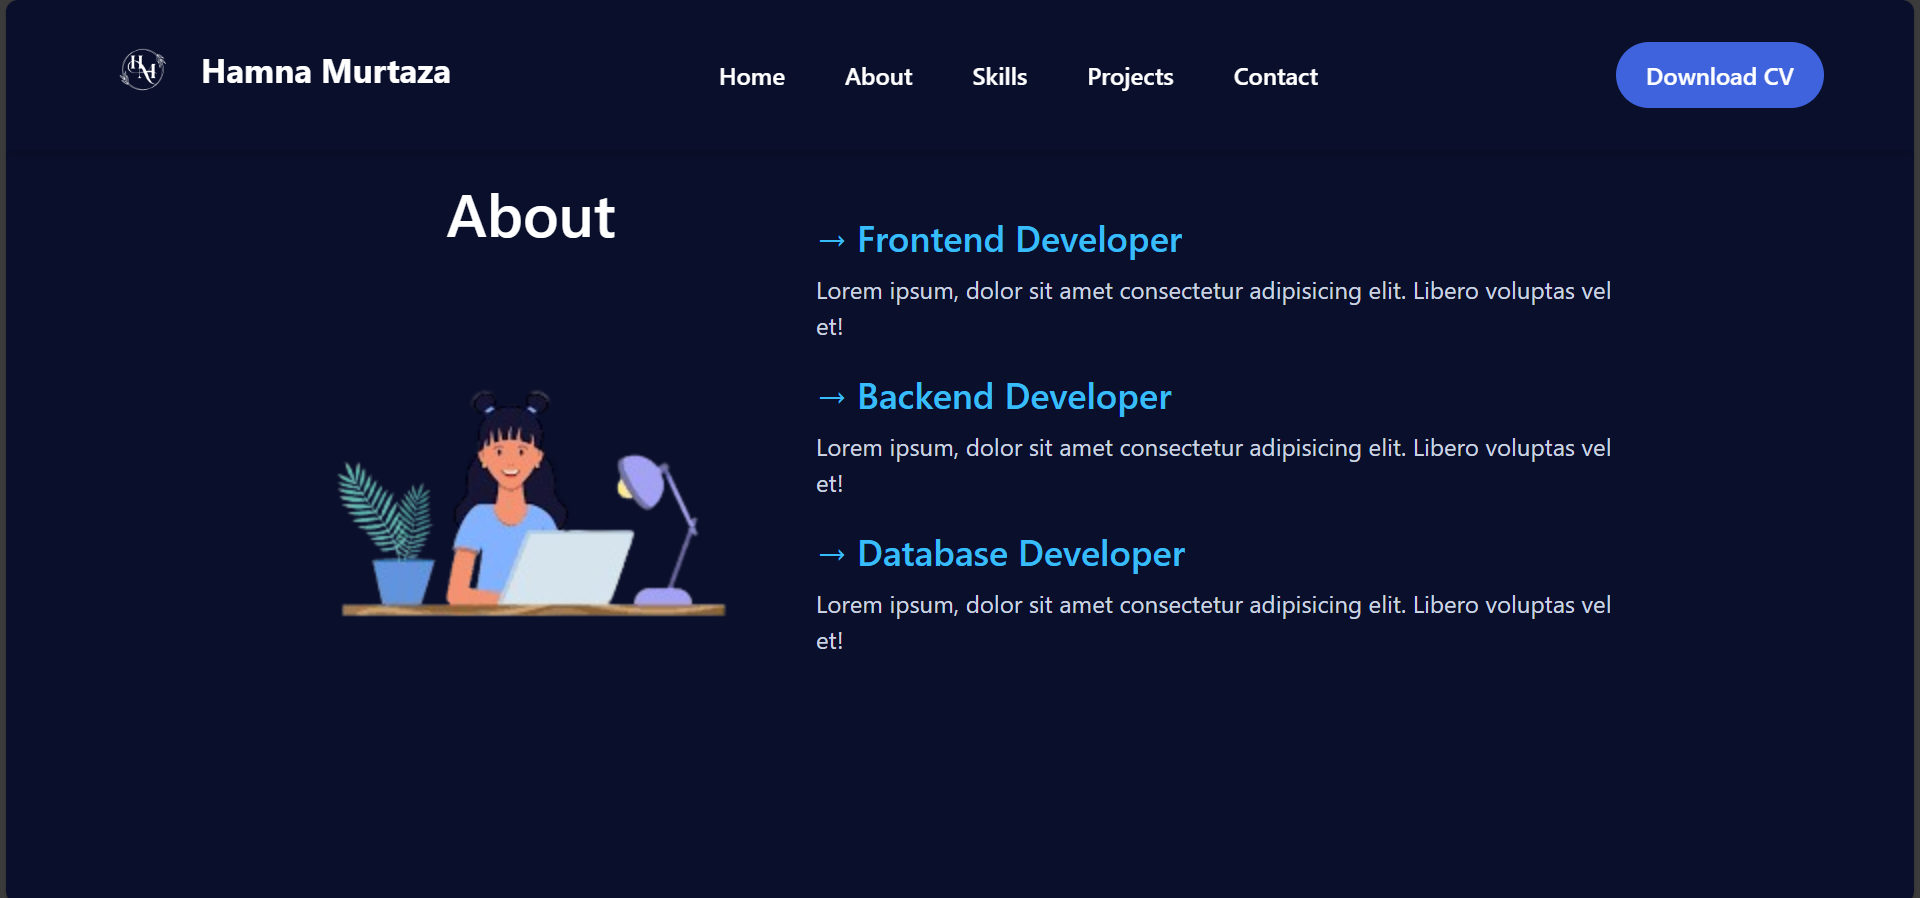 HM
Hamna Murtaza
Home
About
Skills
Projects
Contact
Download CV
About
→ Frontend Developer
Lorem ipsum, dolor sit amet consectetur adipisicing elit. Libero voluptas vel
et!
→ Backend Developer
Lorem ipsum, dolor sit amet consectetur adipisicing elit. Libero voluptas vel
et!
→ Database Developer
Lorem ipsum, dolor sit amet consectetur adipisicing elit. Libero voluptas vel
et!